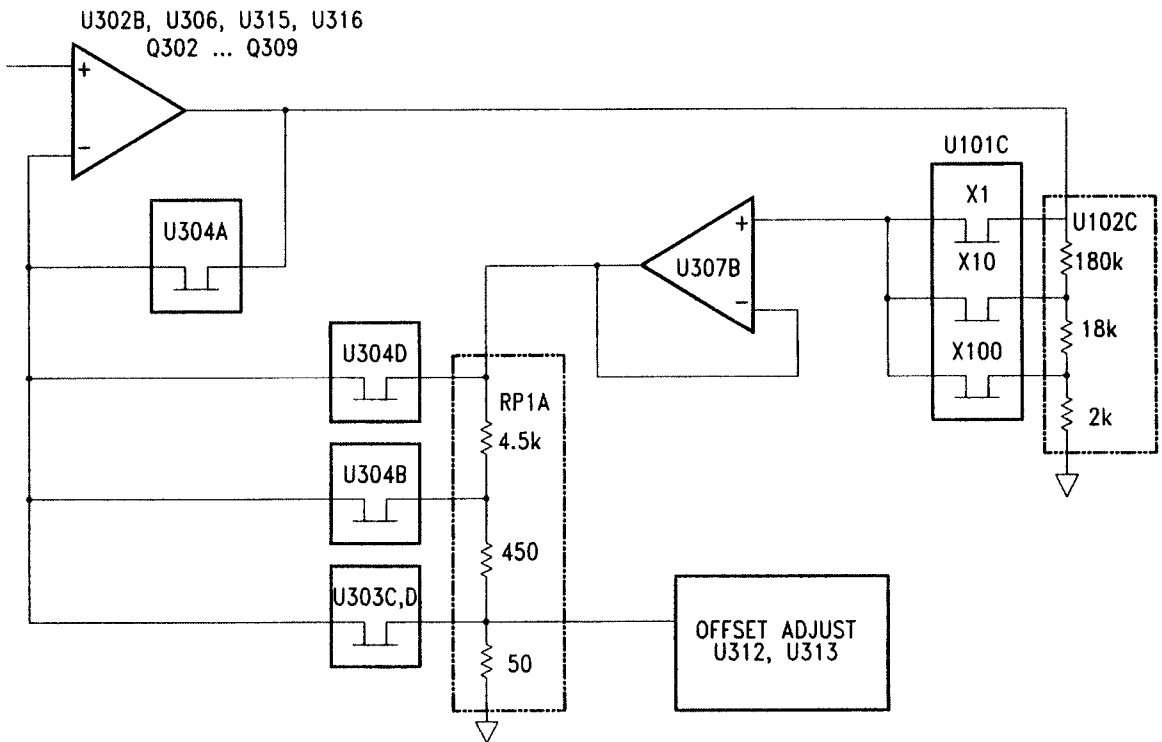 U302B, U306, U315, U316
Q302 ... Q309
+
−
U304A
U101C
X1
X10
X100
U102C
180k
18k
2k
+
U307B
−
U304D
RP1A
4.5k
U304B
450
U303C,D
50
OFFSET ADJUST
U312, U313